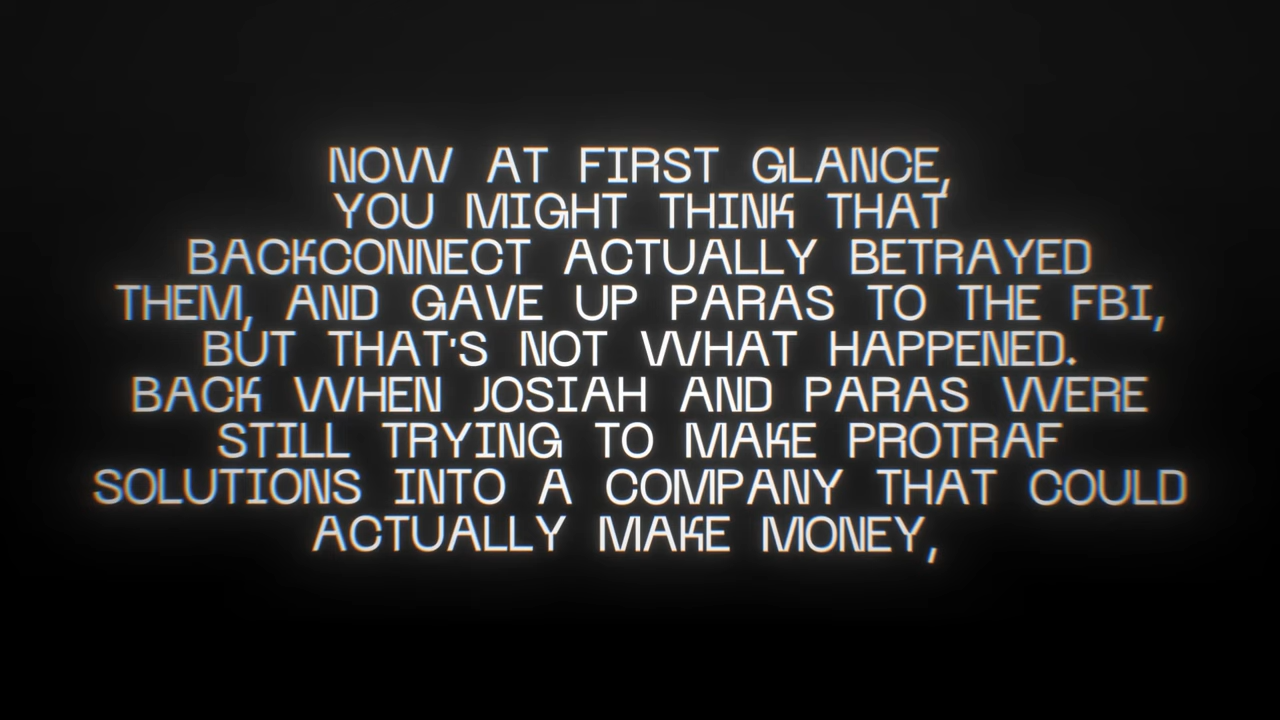 NOW AT FIRST GLANCE,
YOU MIGHT THINK THAT
BACKCONNECT ACTUALLY BETRAYED
THEM, AND GAVE UP PARAS TO THE FBI,
BUT THAT'S NOT WHAT HAPPENED.
BACK WHEN JOSIAH AND PARAS WERE
STILL TRYING TO MAKE PROTRAF
SOLUTIONS INTO A COMPANY THAT COULD
ACTUALLY MAKE MONEY,